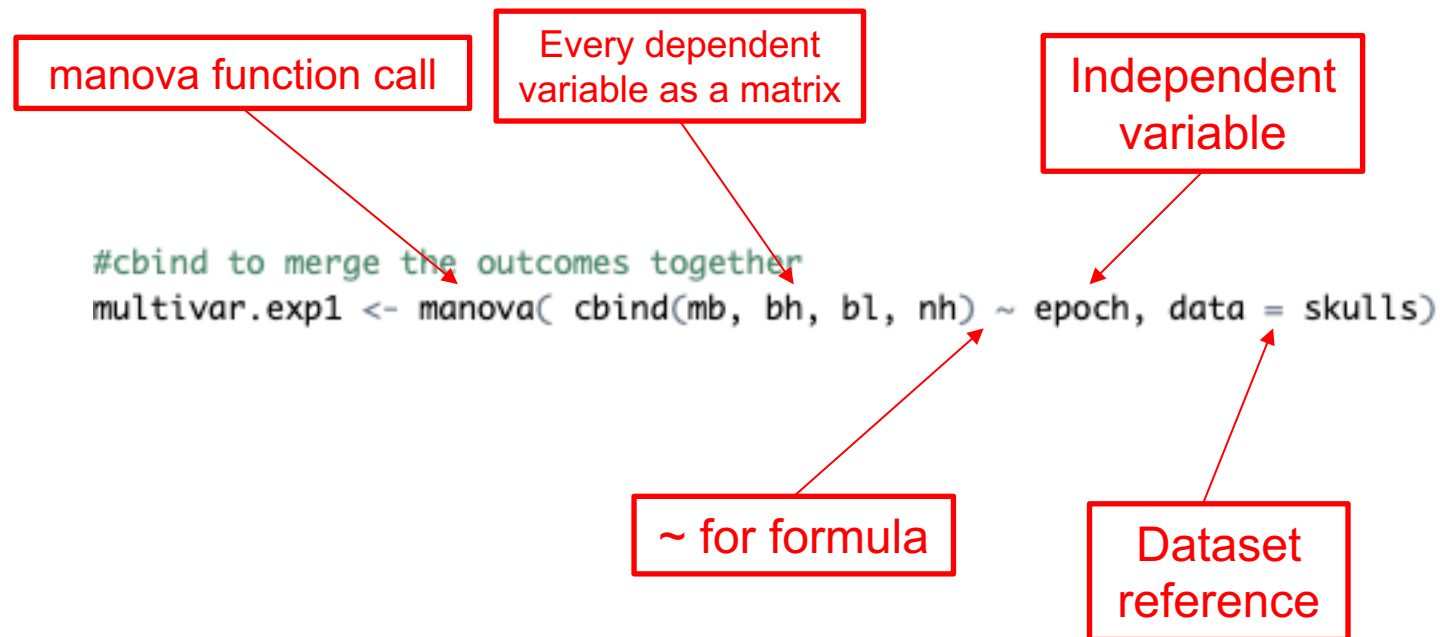 manova function call
Every dependent
variable as a matrix
Independent
variable
#cbind to merge the outcomes together
multivar.exp1 <- manova( cbind(mb, bh, bl, nh) ~ epoch, data = skulls)
~ for formula
Dataset
reference